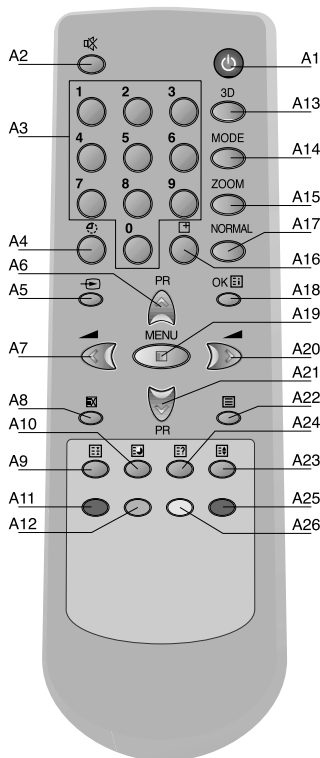 A2
A1
3D
A13
1 2 3
A3
MODE
4 5 6
A14
ZOOM
7 8 9
A15
NORMAL
A17
0
A4
A16
A6
PR
OK
A18
A5
MENU
A19
A7
A20
A8
A21
A22
A10
PR
A24
A9
A23
A11
A25
A12
A26